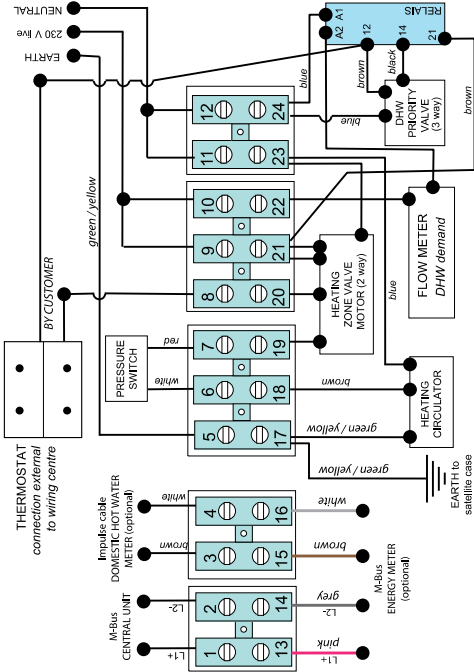 NEUTRAL
230 V live
EARTH
A1
A2
RELAIS
12
14
21
blue
brown
black
brown
DHW
PRIORITY
VALVE
(3 way)
12
24
blue
11
23
green / yellow
10
22
9
21
8
20
BY CUSTOMER
HEATING
ZONE VALVE
MOTOR (2 way)
FLOW METER
DHW demand
blue
THERMOSTAT
connection external
to wiring centre
PRESSURE
SWITCH
red
white
7
19
6
18
brown
5
17
green / yellow
green / yellow
HEATING
CIRCULATOR
EARTH to
satellite case
Impulse cable
DOMESTIC HOT WATER
METER (optional)
white
brown
4
16
white
3
15
brown
M-Bus
CENTRAL UNIT
L2-
L1+
2
14
grey
L2-
1
13
pink
L1+
M-Bus
ENERGY METER
(optional)